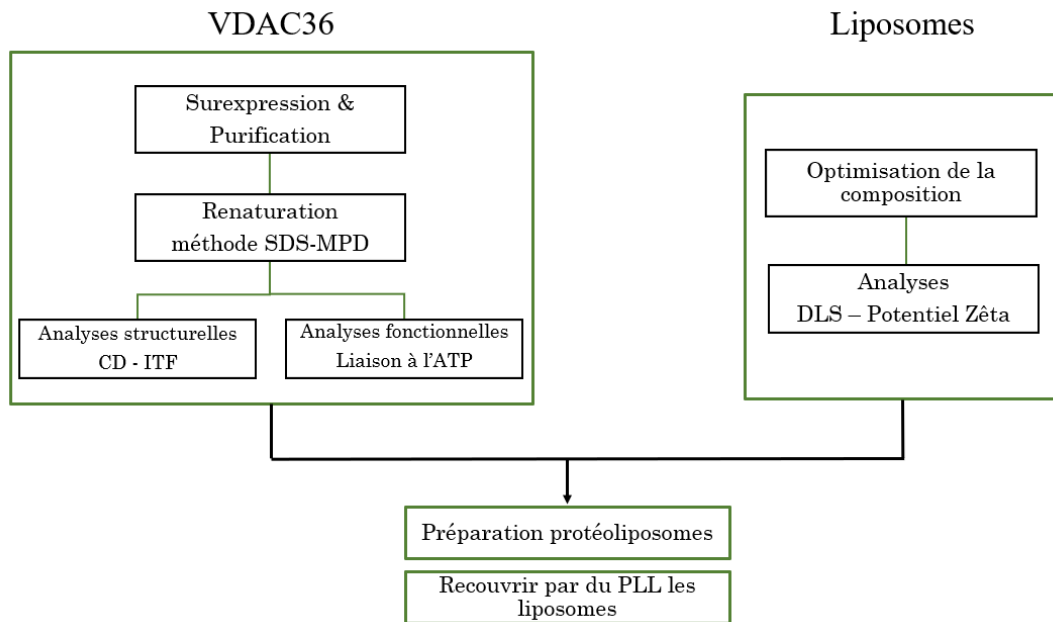 VDAC36
Surexpression &
Purification
Renaturation
méthode SDS-MPD
Analyses structurelles
CD - ITF
Analyses fonctionnelles
Liaison à l'ATP
Liposomes
Optimisation de la
composition
Analyses
DLS – Potentiel Zêta
Préparation protéoliposomes
Recouvrir par du PLL les
liposomes